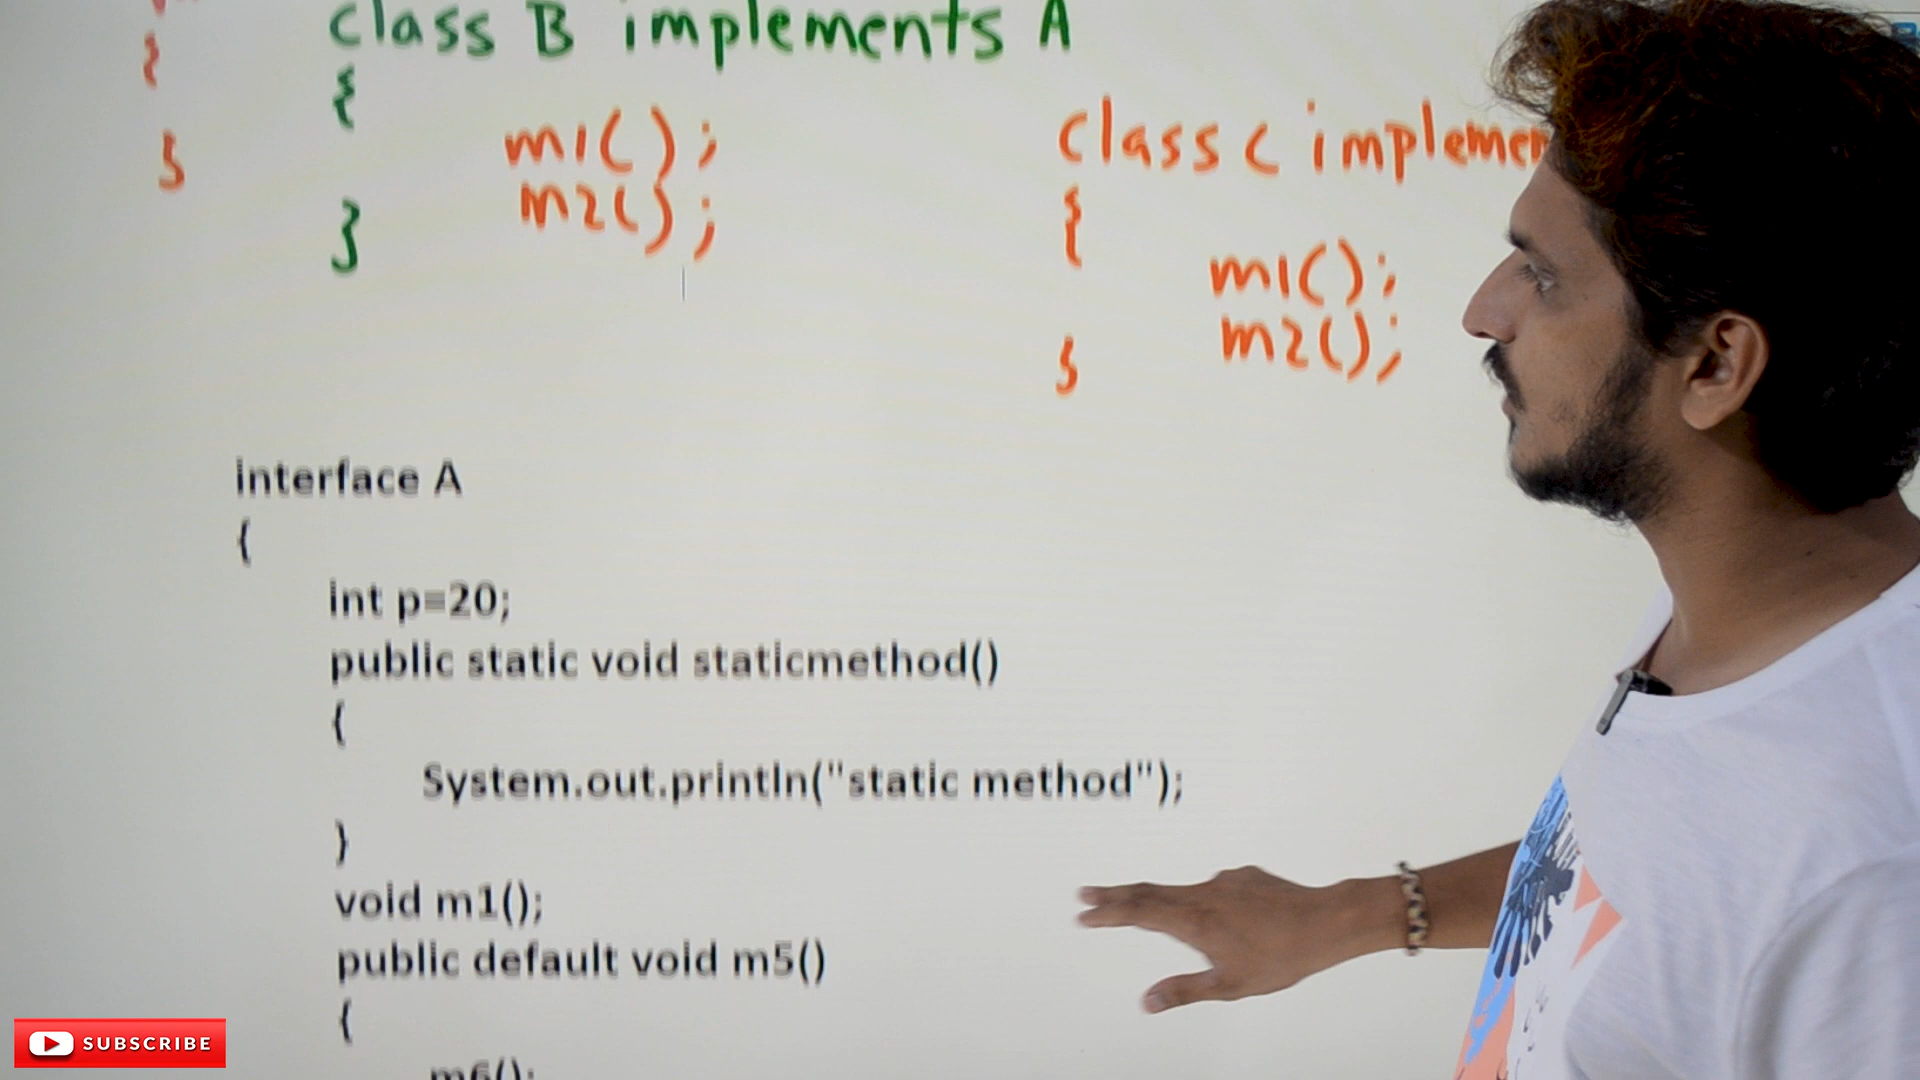 class B implements A
{
{
m1();
class C implemen
}
m2();
{
}
m1();
m2();
}
interface A
{
int p=20;
public static void staticmethod()
{
System.out.println("static method");
}
void m1();
public default void m5()
{
m6();
SUBSCRIBE